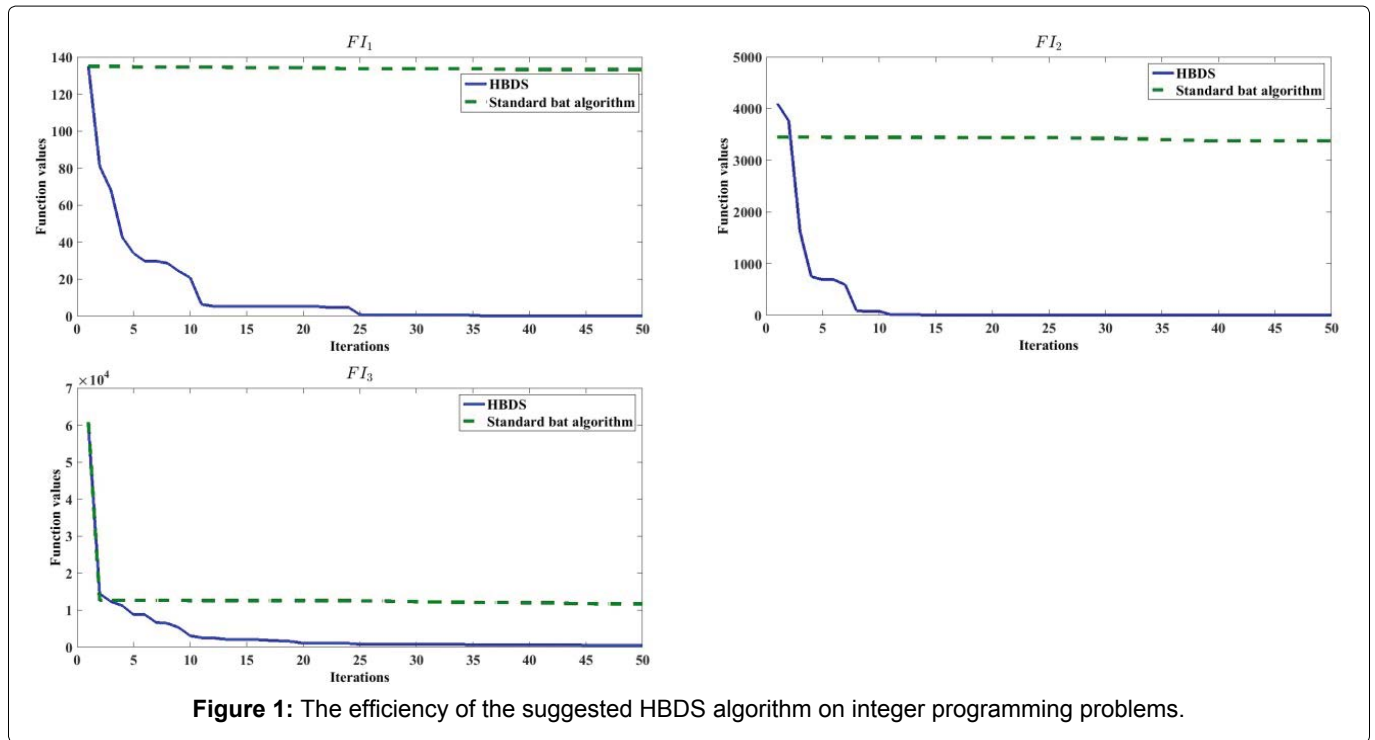 FI₁
140
120
100
80
60
40
20
0
Function values
HBDS
Standard bat algorithm
0 5 10 15 20 25 30 35 40 45 50
Iterations
FI₂
5000
4000
3000
2000
1000
0
Function values
HBDS
Standard bat algorithm
0 5 10 15 20 25 30 35 40 45 50
Iterations
FI₃
×10⁴
7
6
5
4
3
2
1
0
Function values
HBDS
Standard bat algorithm
0 5 10 15 20 25 30 35 40 45 50
Iterations
Figure 1: The efficiency of the suggested HBDS algorithm on integer programming problems.